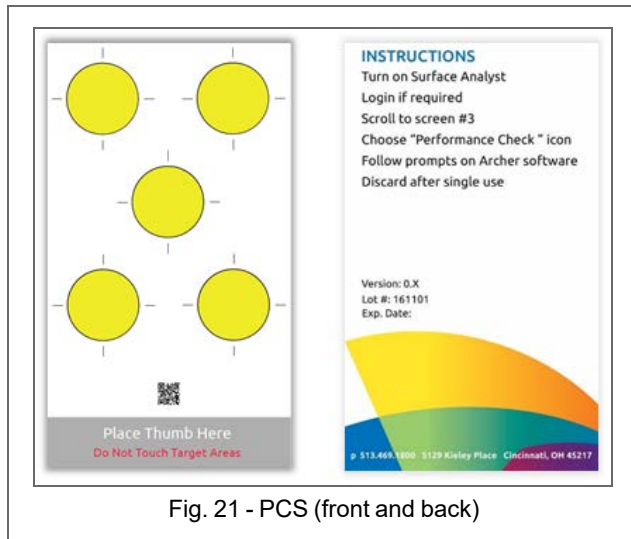 Place Thumb Here
Do Not Touch Target Areas
INSTRUCTIONS
Turn on Surface Analyst
Login if required
Scroll to screen #3
Choose “Performance Check ” icon
Follow prompts on Archer software
Discard after single use
Version: 0.X
Lot #: 161101
Exp. Date:
p 513.469.1800 5129 Kieley Place Cincinnati, OH 45217
Fig. 21 - PCS (front and back)